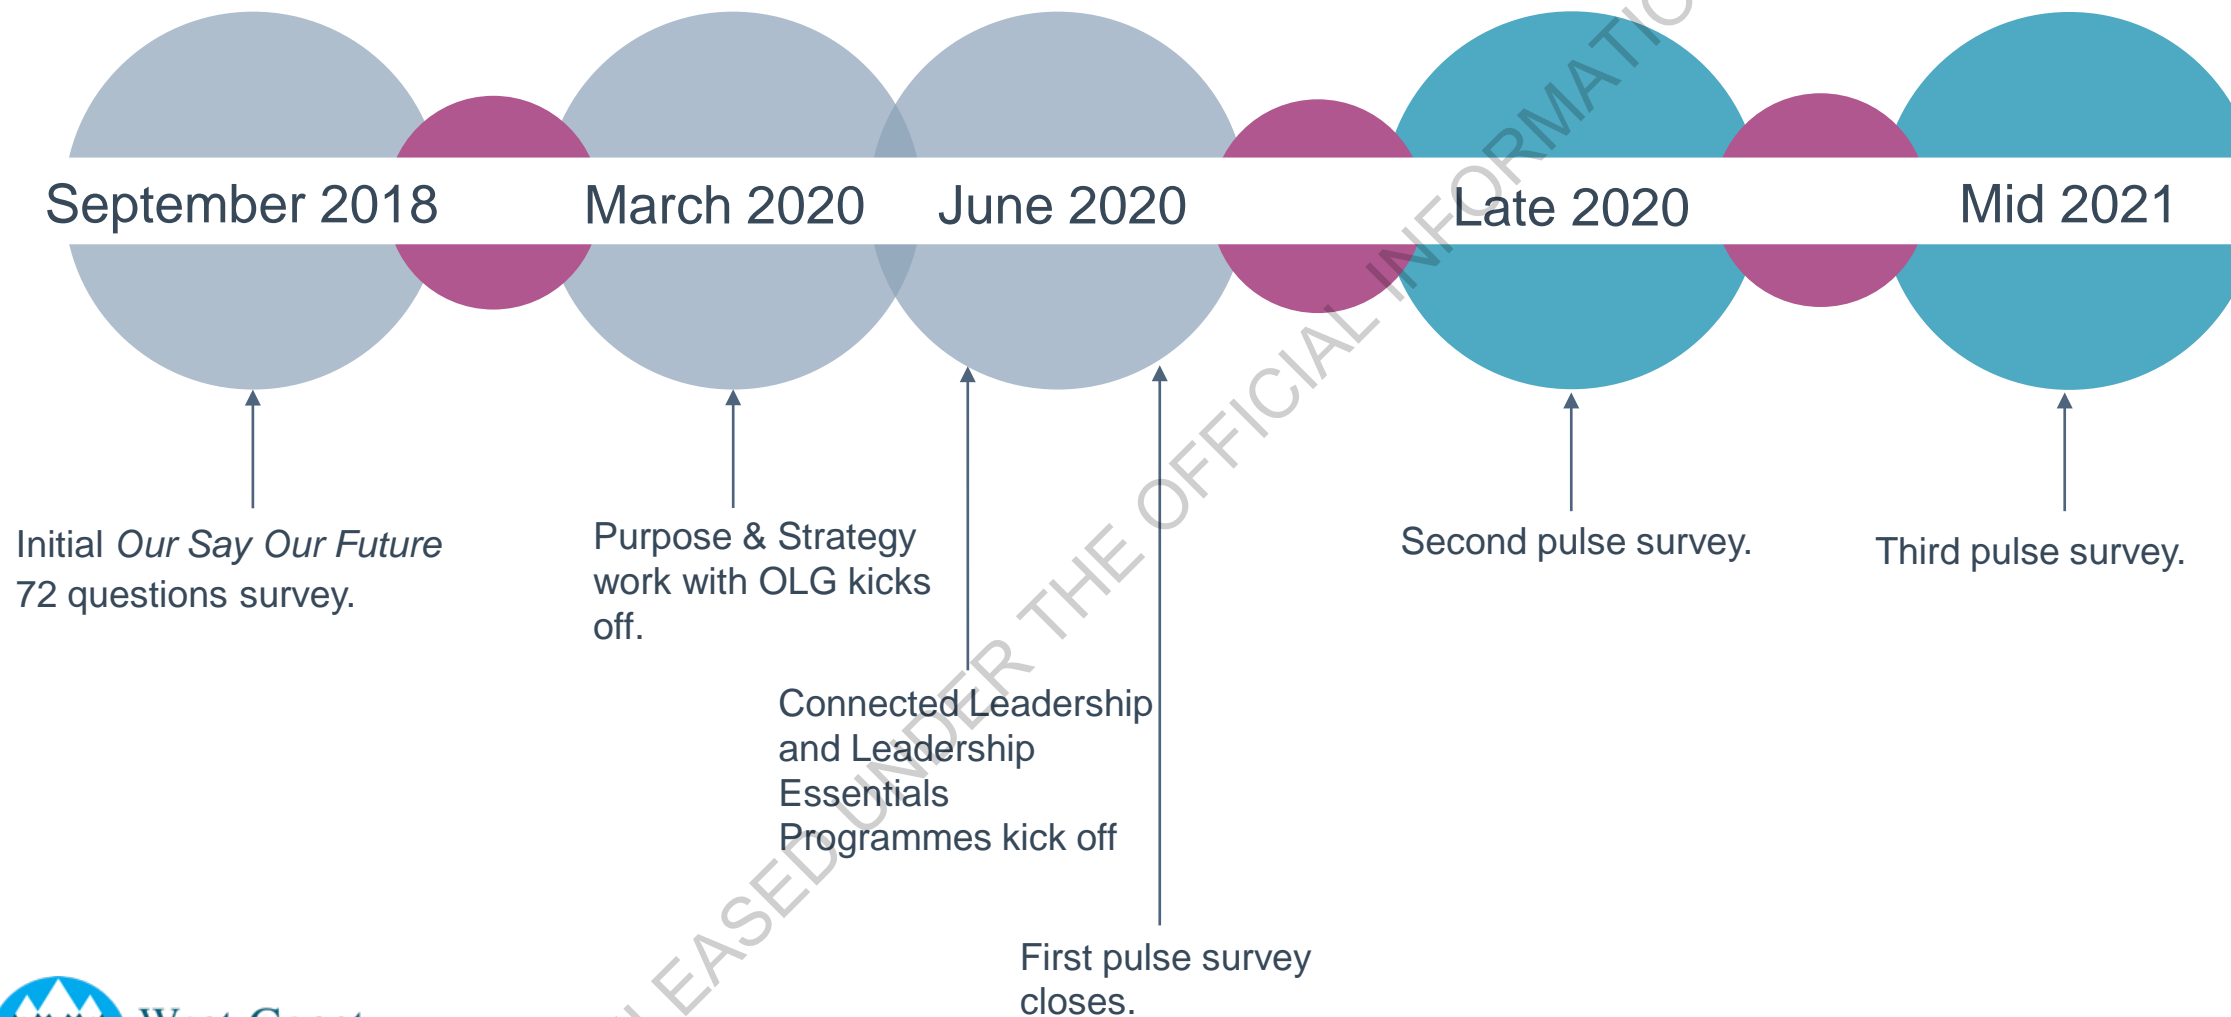 September 2018
March 2020
June 2020
Late 2020
Mid 2021
Initial Our Say Our Future
72 questions survey.
Purpose & Strategy
work with OLG kicks
off.
Connected Leadership
and Leadership
Essentials
Programmes kick off
First pulse survey
closes.
Second pulse survey.
Third pulse survey.
UNDER THE OFFICIAL
West Coast